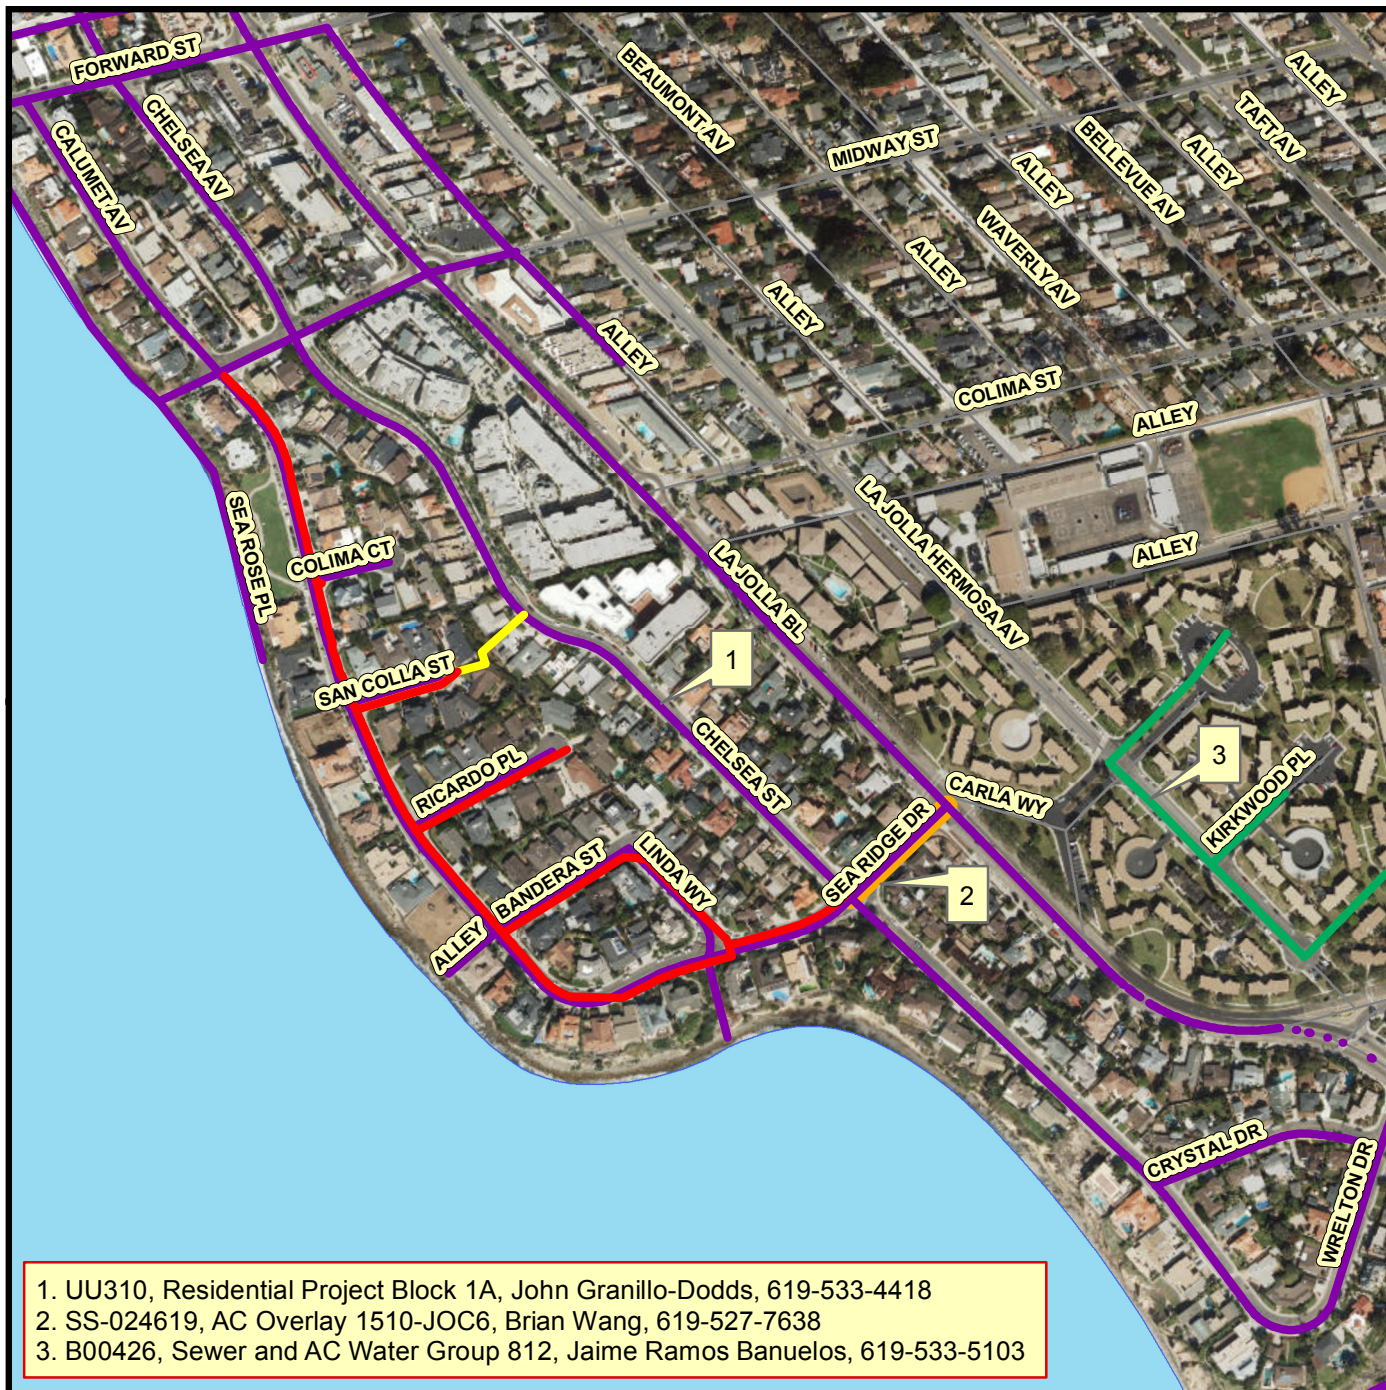 FORWARD ST
CHELSEA AV
CALUMET AV
BEAUMONT AV
MIDWAY ST
ALLEY
TAFT AV
BELLEVUE AV
ALLEY
ALLEY
WAVERLY AV
ALLEY
ALLEY
ALLEY
COLIMA ST
ALLEY
ALLEY
LA JOLLA HERMOSA AV
LA JOLLA BL
SEA ROSE PL
COLIMA CT
SAN COLLA ST
1
RICARDO PL
CHELSEA ST
CARLA WY
3
KIRKWOOD PL
BANDERA ST
LINDA WY
SEA RIDGE DR
2
ALLEY
CRYSTAL DR
WRELTON DR
1. UU310, Residential Project Block 1A, John Granillo-Dodds, 619-533-4418
2. SS-024619, AC Overlay 1510-JOC6, Brian Wang, 619-527-7638
3. B00426, Sewer and AC Water Group 812, Jaime Ramos Banuelos, 619-533-5103